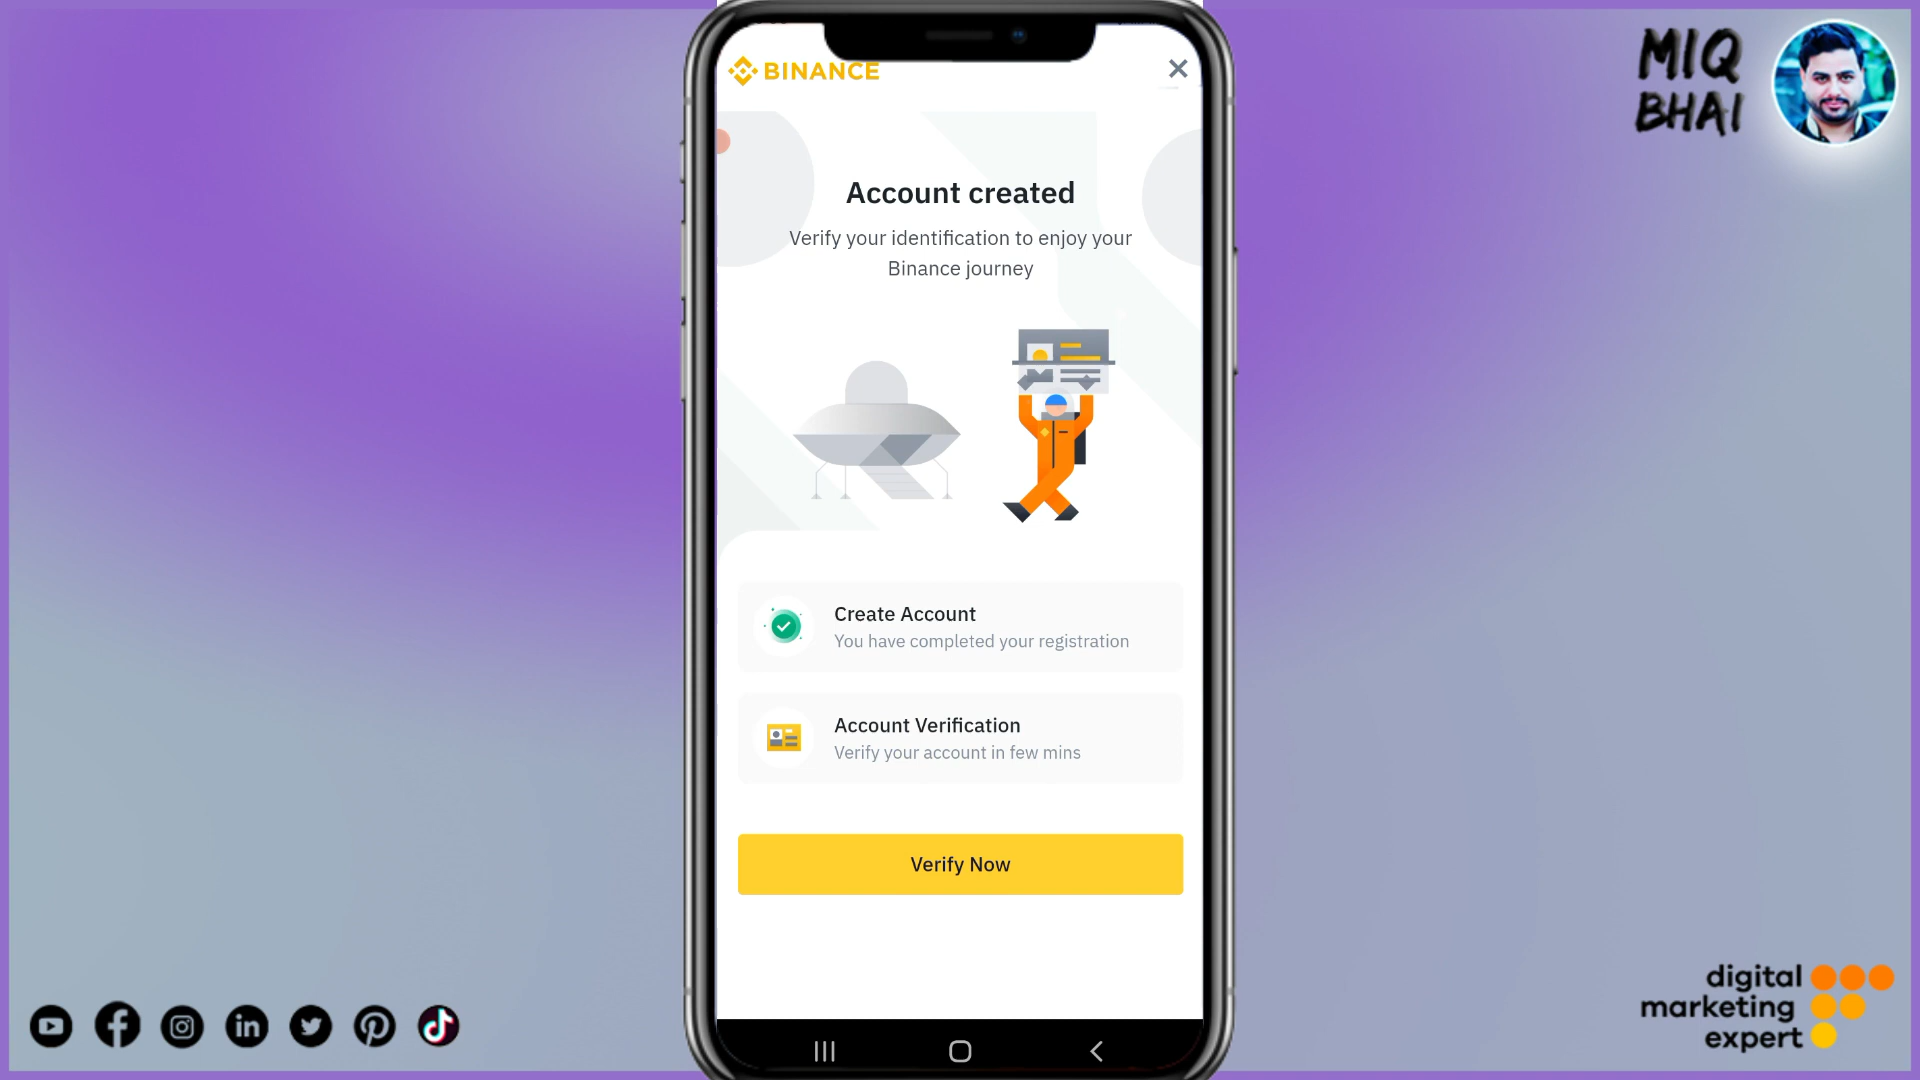 BINANCE
Account created
Verify your identification to enjoy your
Binance journey
Create Account
You have completed your registration
Account Verification
Verify your account in few mins
Verify Now
MIQ
BHAI
digital
marketing
expert